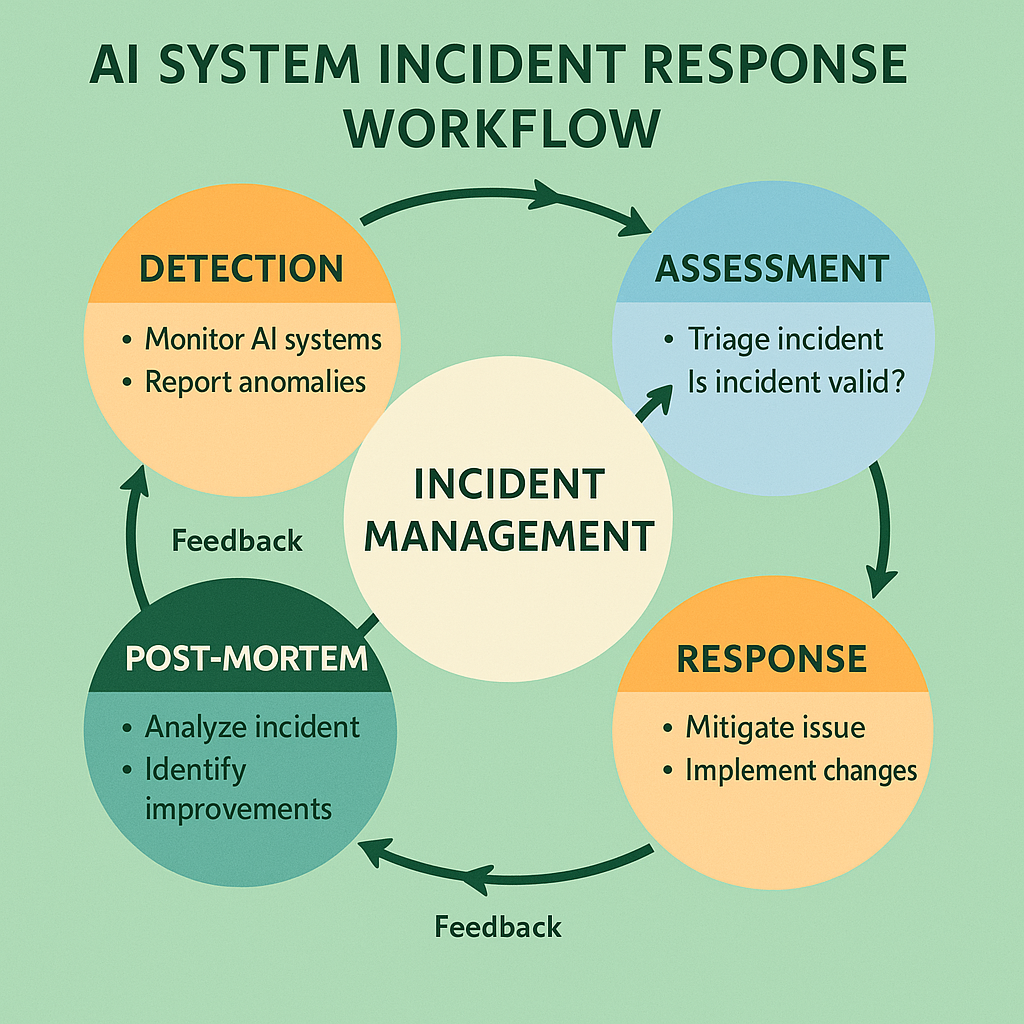 AI SYSTEM INCIDENT RESPONSE
WORKFLOW
DETECTION
• Monitor AI systems
• Report anomalies
ASSESSMENT
• Triage incident
Is incident valid?
INCIDENT
MANAGEMENT
Feedback
POST-MORTEM
• Analyze incident
• Identify
improvements
RESPONSE
• Mitigate issue
• Implement changes
Feedback